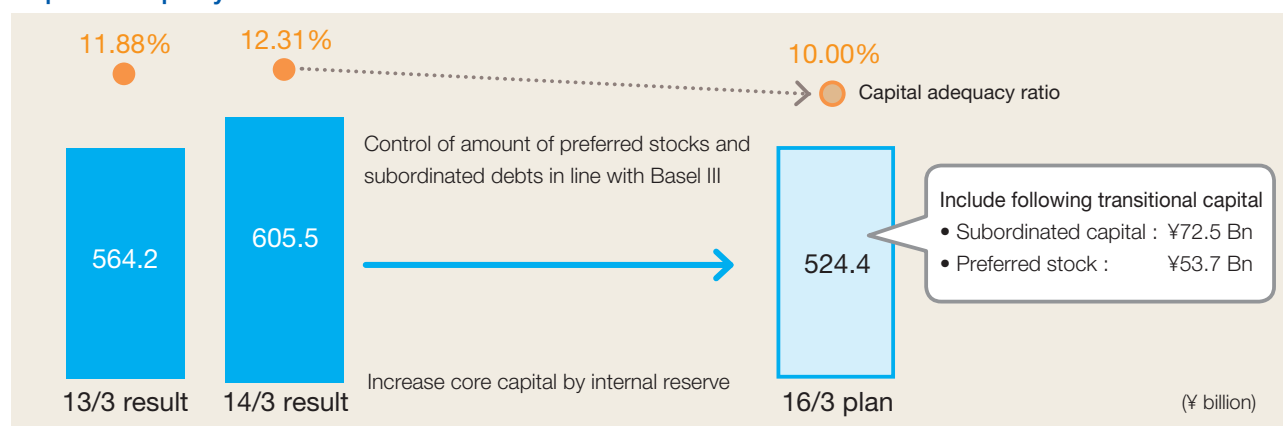 11.88%
12.31%
10.00%
Capital adequacy ratio
Control of amount of preferred stocks and
subordinated debts in line with Basel III
Include following transitional capital
• Subordinated capital : ¥72.5 Bn
• Preferred stock : ¥53.7 Bn
564.2
605.5
524.4
Increase core capital by internal reserve
13/3 result
14/3 result
16/3 plan
(¥ billion)